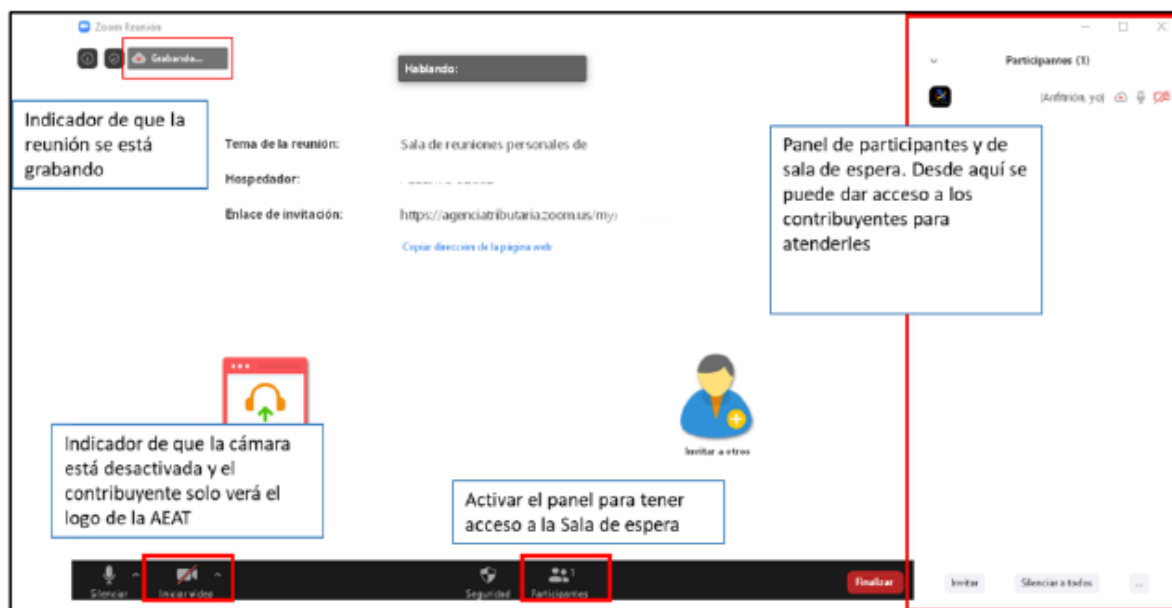 Zoom Reunión
Grabando...
Hablando:
Participantes (1)
(Anfitrión, yo)
Indicador de que la
reunión se está
grabando
Tema de la reunión:
Sala de reuniones personales de
Hospedador:
Enlace de invitación:
https://agenciatributaria.zoom.us/my/
Copiar dirección de la página web
Panel de participantes y de
sala de espera. Desde aquí se
puede dar acceso a los
contribuyentes para
atenderles
Invitar a otros
Indicador de que la cámara
está desactivada y el
contribuyente solo verá el
logo de la AEAT
Activar el panel para tener
acceso a la Sala de espera
Silenciar
Iniciar video
Seguridad
1
Participantes
Finalizar
Invitar
Silenciar a todos
...